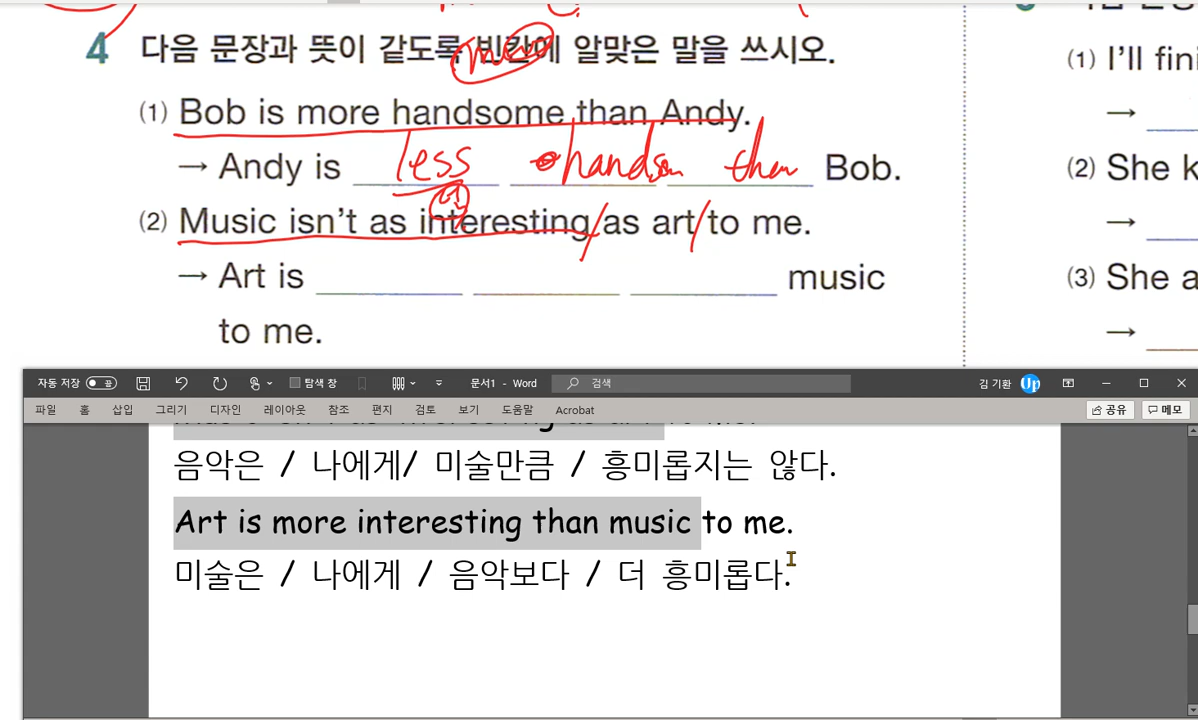 4 다음 문장과 뜻이 같도록 빈칸에 알맞은 말을 쓰시오.
(1) Bob is more handsome than Andy.
→ Andy is less than Bob.
(2) Music isn't as interesting/as art/to me.
→ Art is music
to me.
(1) I'll fini
→
(2) She k
→
(3) She a
→
자동 저장 끔 탐색 창 문서1 - Word 검색 김 기환 Up
파일 홈 삽입 그리기 디자인 레이아웃 참조 편지 검토 보기 도움말 Acrobat 공유 메모
음악은 / 나에게/ 미술만큼 / 흥미롭지는 않다.
Art is more interesting than music to me.
미술은 / 나에게 / 음악보다 / 더 흥미롭다.